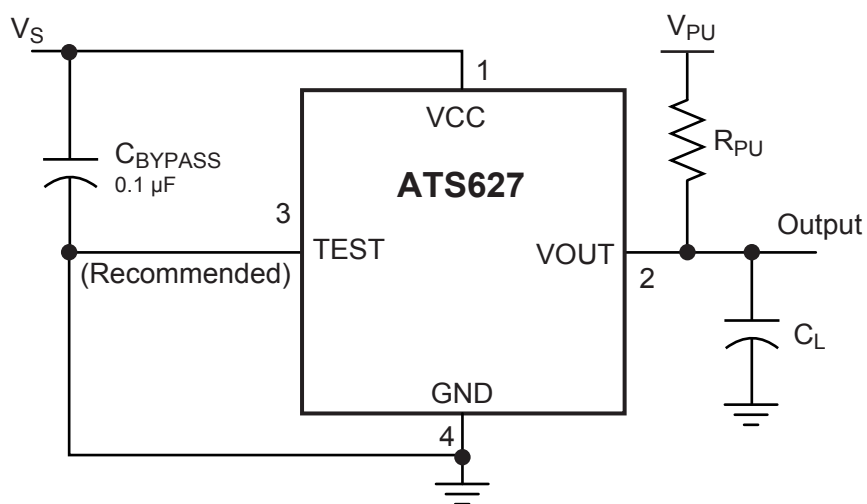 V_S
V_PU
1
VCC
C_BYPASS
0.1 µF
R_PU
ATS627
3
Output
TEST
VOUT
(Recommended)
2
C_L
GND
4